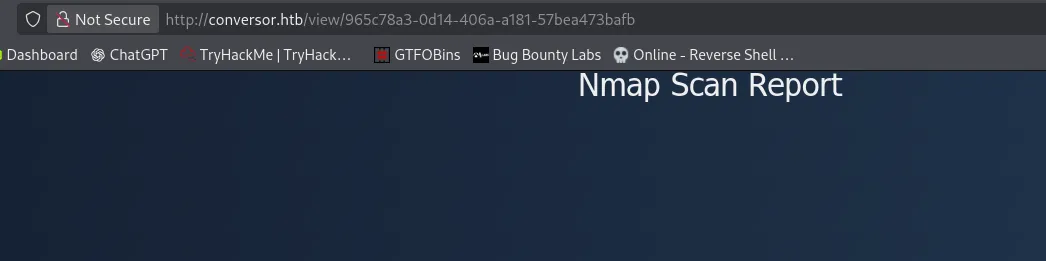 Not Secure http://conversor.htb/view/965c78a3-0d14-406a-a181-57bea473bafb
Dashboard ChatGPT TryHackMe | TryHack… GTFOBins Bug Bounty Labs Online - Reverse Shell …
Nmap Scan Report